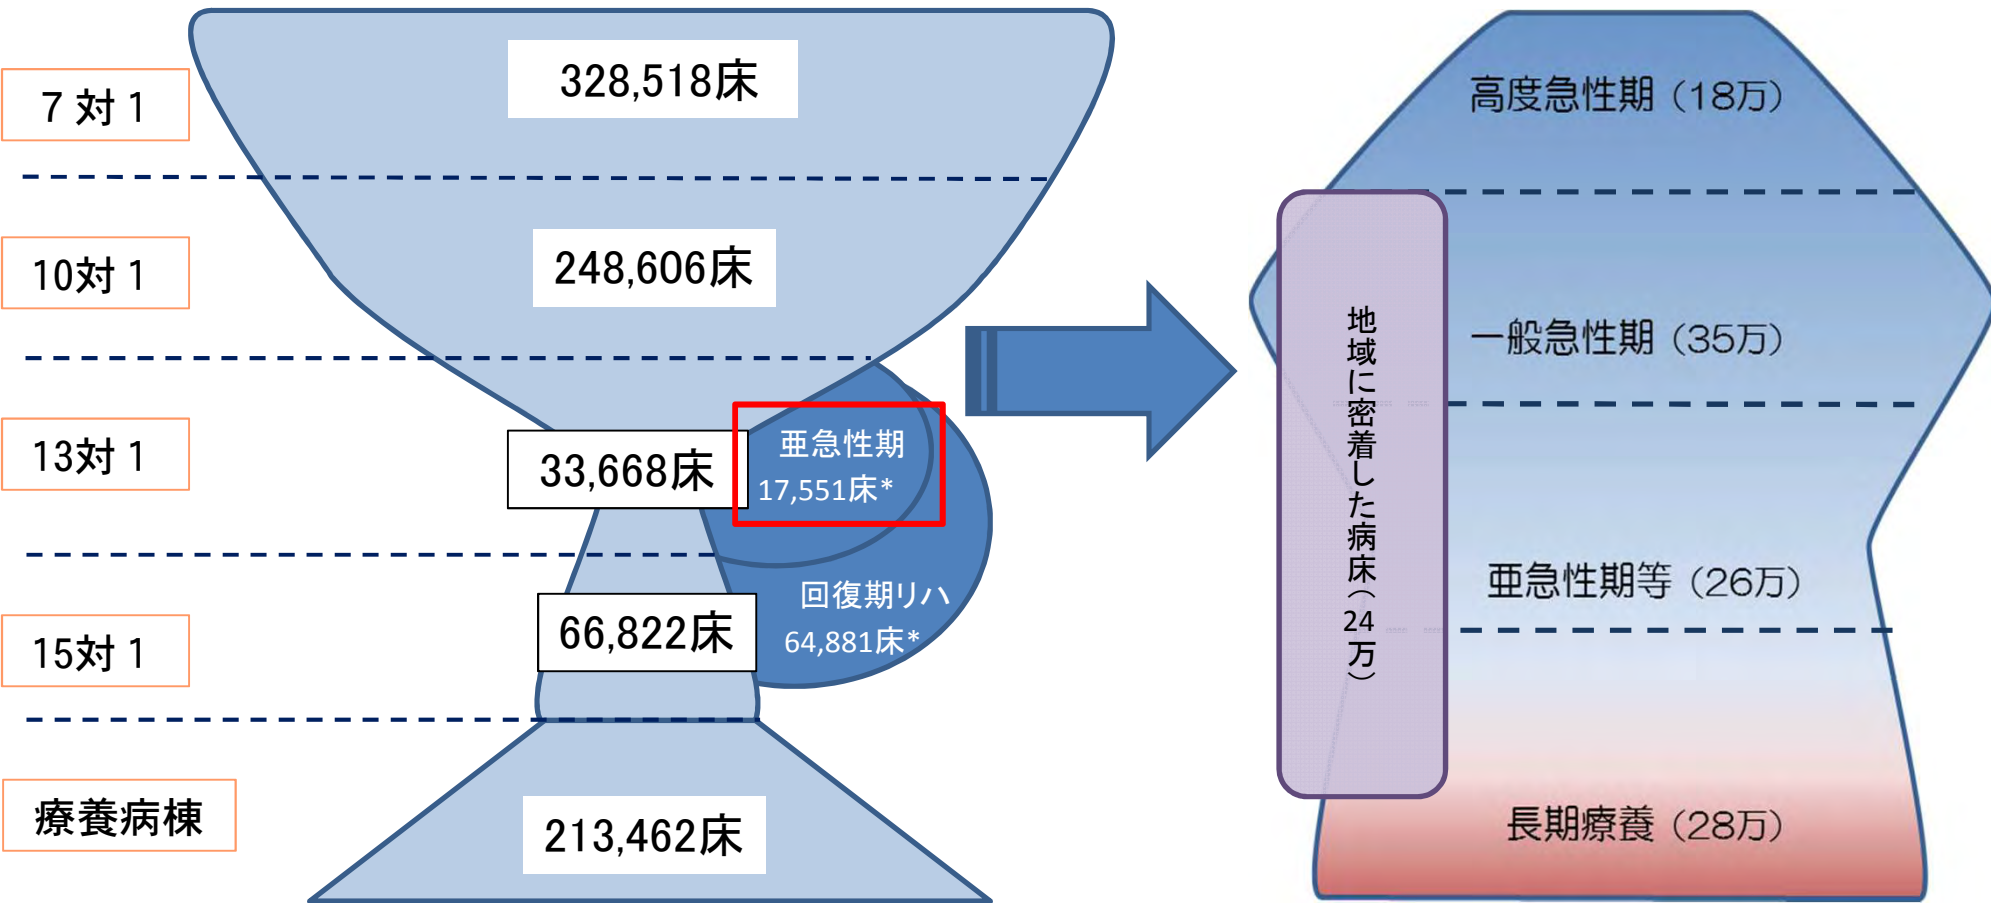 7対1
328,518床
10対1
248,606床
13対1
33,668床
亜急性期
17,551床*
15対1
66,822床
回復期リハ
64,881床*
療養病棟
213,462床
高度急性期（18万）
一般急性期（35万）
亜急性期等（26万）
長期療養（28万）
地域に密着した病床（24万）